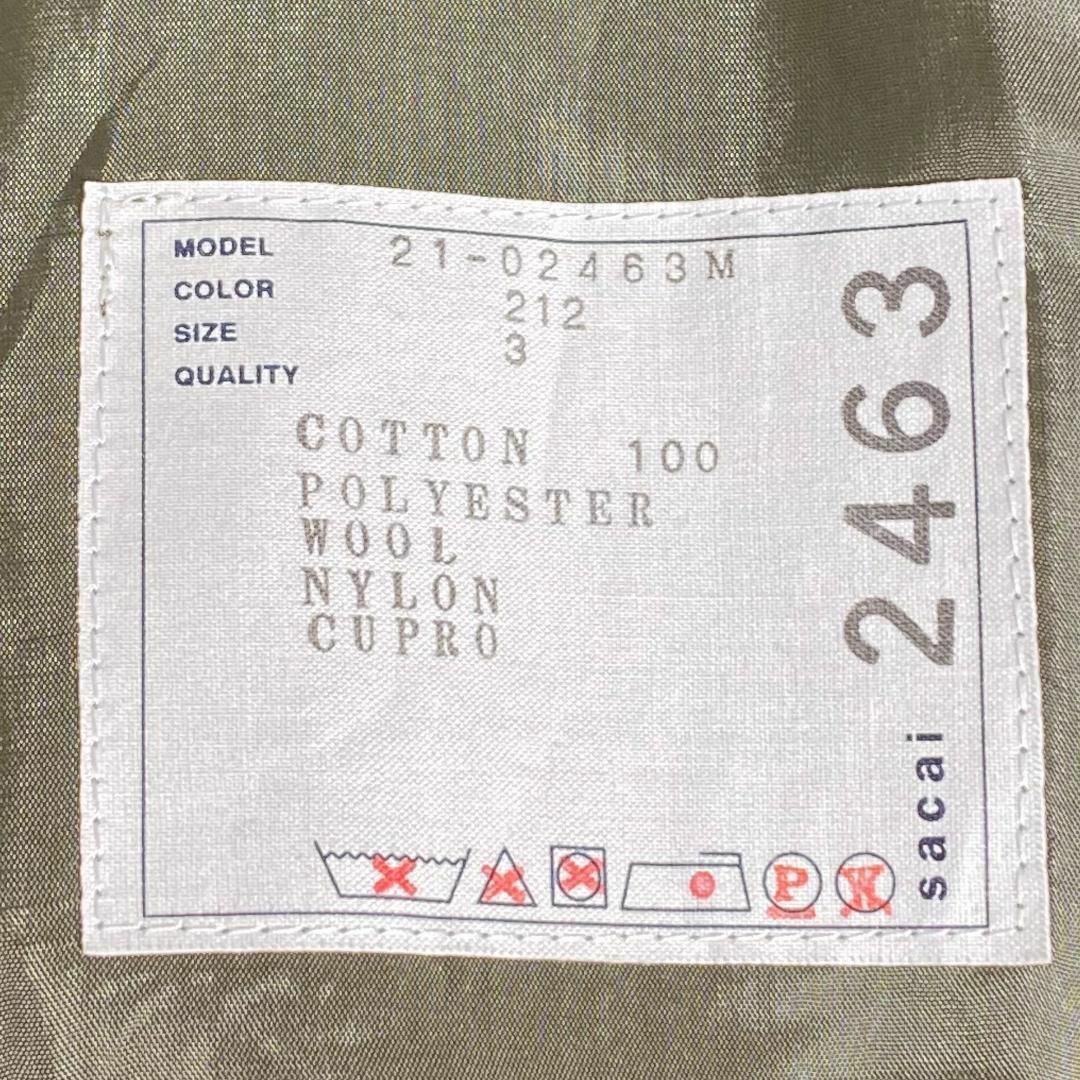 MODEL 21-02463M
COLOR 212
SIZE 3
QUALITY
COTTON 100
POLYESTER
WOOL
NYLON
CUPRO
P W
sacai 2463